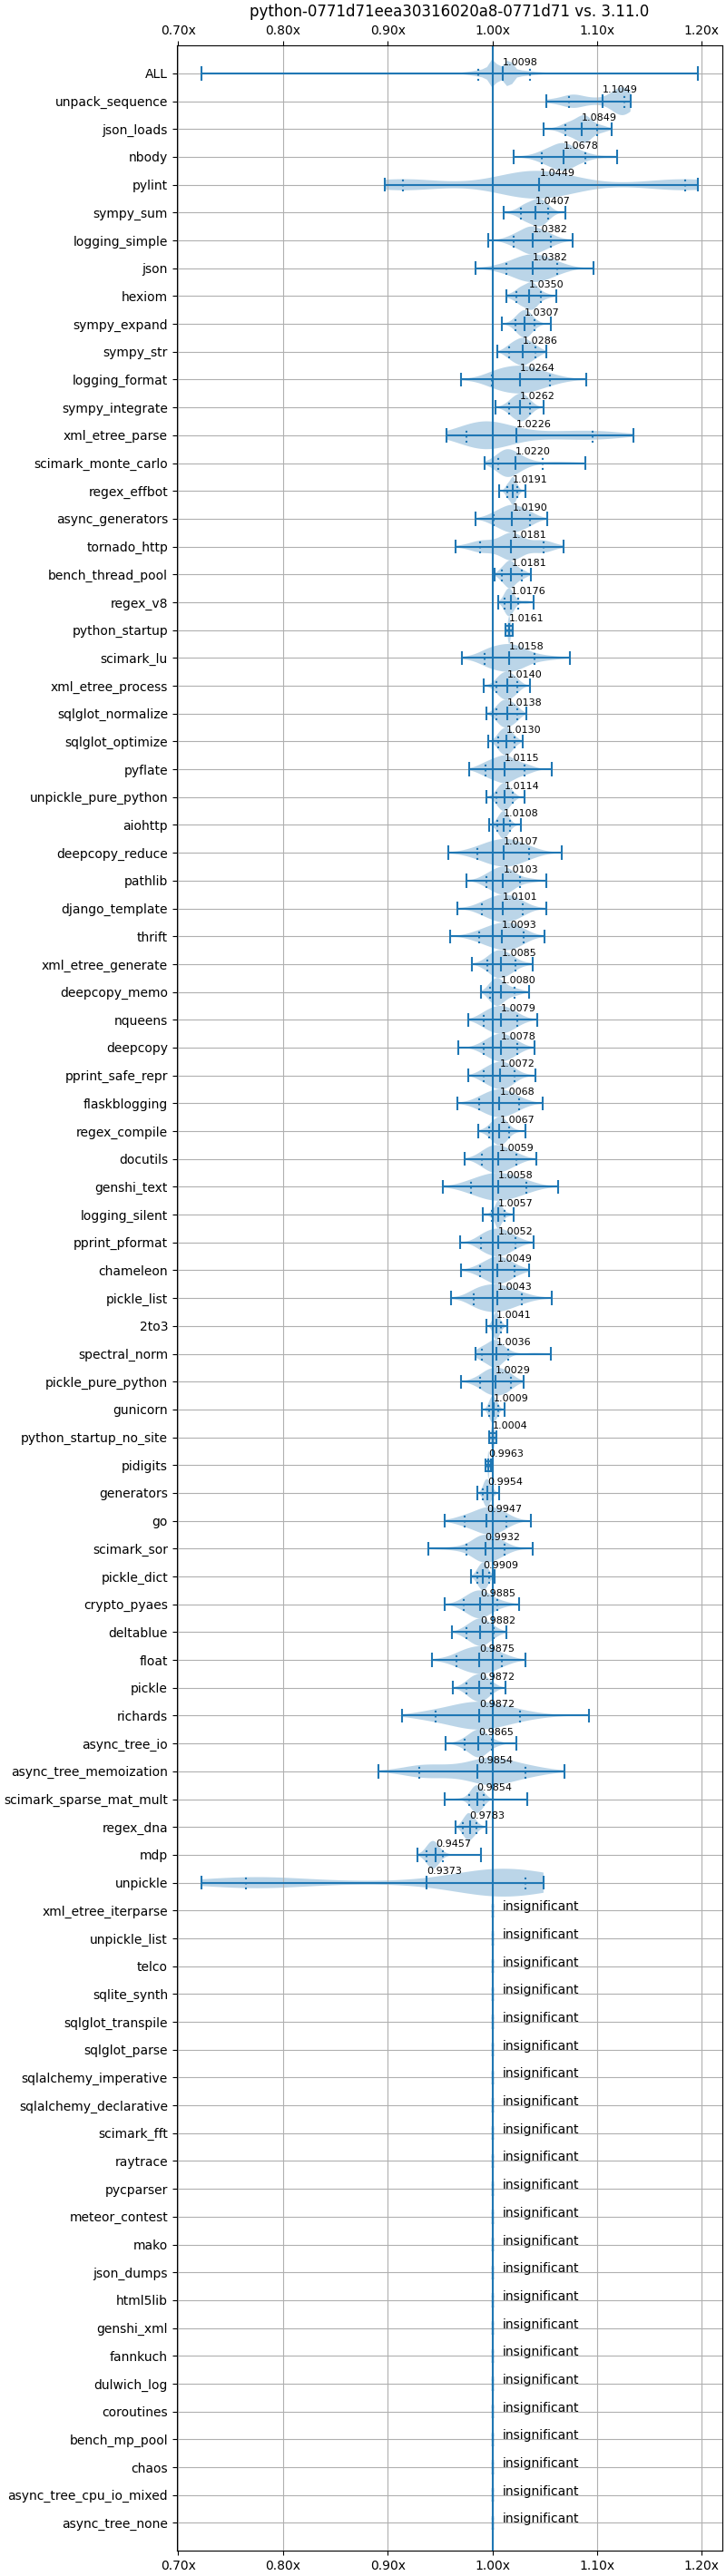 python-0771d71eea30316020a8-0771d71 vs. 3.11.0
0.70x 0.80x 0.90x 1.00x 1.10x 1.20x
ALL 1.0098
unpack_sequence 1.1049
json_loads 1.0849
nbody 1.0678
pylint 1.0449
sympy_sum 1.0407
logging_simple 1.0382
json 1.0382
hexiom 1.0350
sympy_expand 1.0307
sympy_str 1.0286
logging_format 1.0264
sympy_integrate 1.0262
xml_etree_parse 1.0226
scimark_monte_carlo 1.0220
regex_effbot 1.0191
async_generators 1.0190
tornado_http 1.0181
bench_thread_pool 1.0181
regex_v8 1.0176
python_startup 1.0161
scimark_lu 1.0158
xml_etree_process 1.0140
sqlglot_normalize 1.0138
sqlglot_optimize 1.0130
pyflate 1.0115
unpickle_pure_python 1.0114
aiohttp 1.0108
deepcopy_reduce 1.0107
pathlib 1.0103
django_template 1.0101
thrift 1.0093
xml_etree_generate 1.0085
deepcopy_memo 1.0080
nqueens 1.0079
deepcopy 1.0078
pprint_safe_repr 1.0072
flaskblogging 1.0068
regex_compile 1.0067
docutils 1.0059
genshi_text 1.0058
logging_silent 1.0057
pprint_pformat 1.0052
chameleon 1.0049
pickle_list 1.0043
2to3 1.0041
spectral_norm 1.0036
pickle_pure_python 1.0029
gunicorn 1.0009
python_startup_no_site 1.0004
pidigits 0.9963
generators 0.9954
go 0.9947
scimark_sor 0.9932
pickle_dict 0.9909
crypto_pyaes 0.9885
deltablue 0.9882
float 0.9875
pickle 0.9872
richards 0.9872
async_tree_io 0.9865
async_tree_memoization 0.9854
scimark_sparse_mat_mult 0.9854
regex_dna 0.9783
mdp 0.9457
unpickle 0.9373
xml_etree_iterparse insignificant
unpickle_list insignificant
telco insignificant
sqlite_synth insignificant
sqlglot_transpile insignificant
sqlglot_parse insignificant
sqlalchemy_imperative insignificant
sqlalchemy_declarative insignificant
scimark_fft insignificant
raytrace insignificant
pycparser insignificant
meteor_contest insignificant
mako insignificant
json_dumps insignificant
html5lib insignificant
genshi_xml insignificant
fannkuch insignificant
dulwich_log insignificant
coroutines insignificant
bench_mp_pool insignificant
chaos insignificant
async_tree_cpu_io_mixed insignificant
async_tree_none insignificant
0.70x 0.80x 0.90x 1.00x 1.10x 1.20x